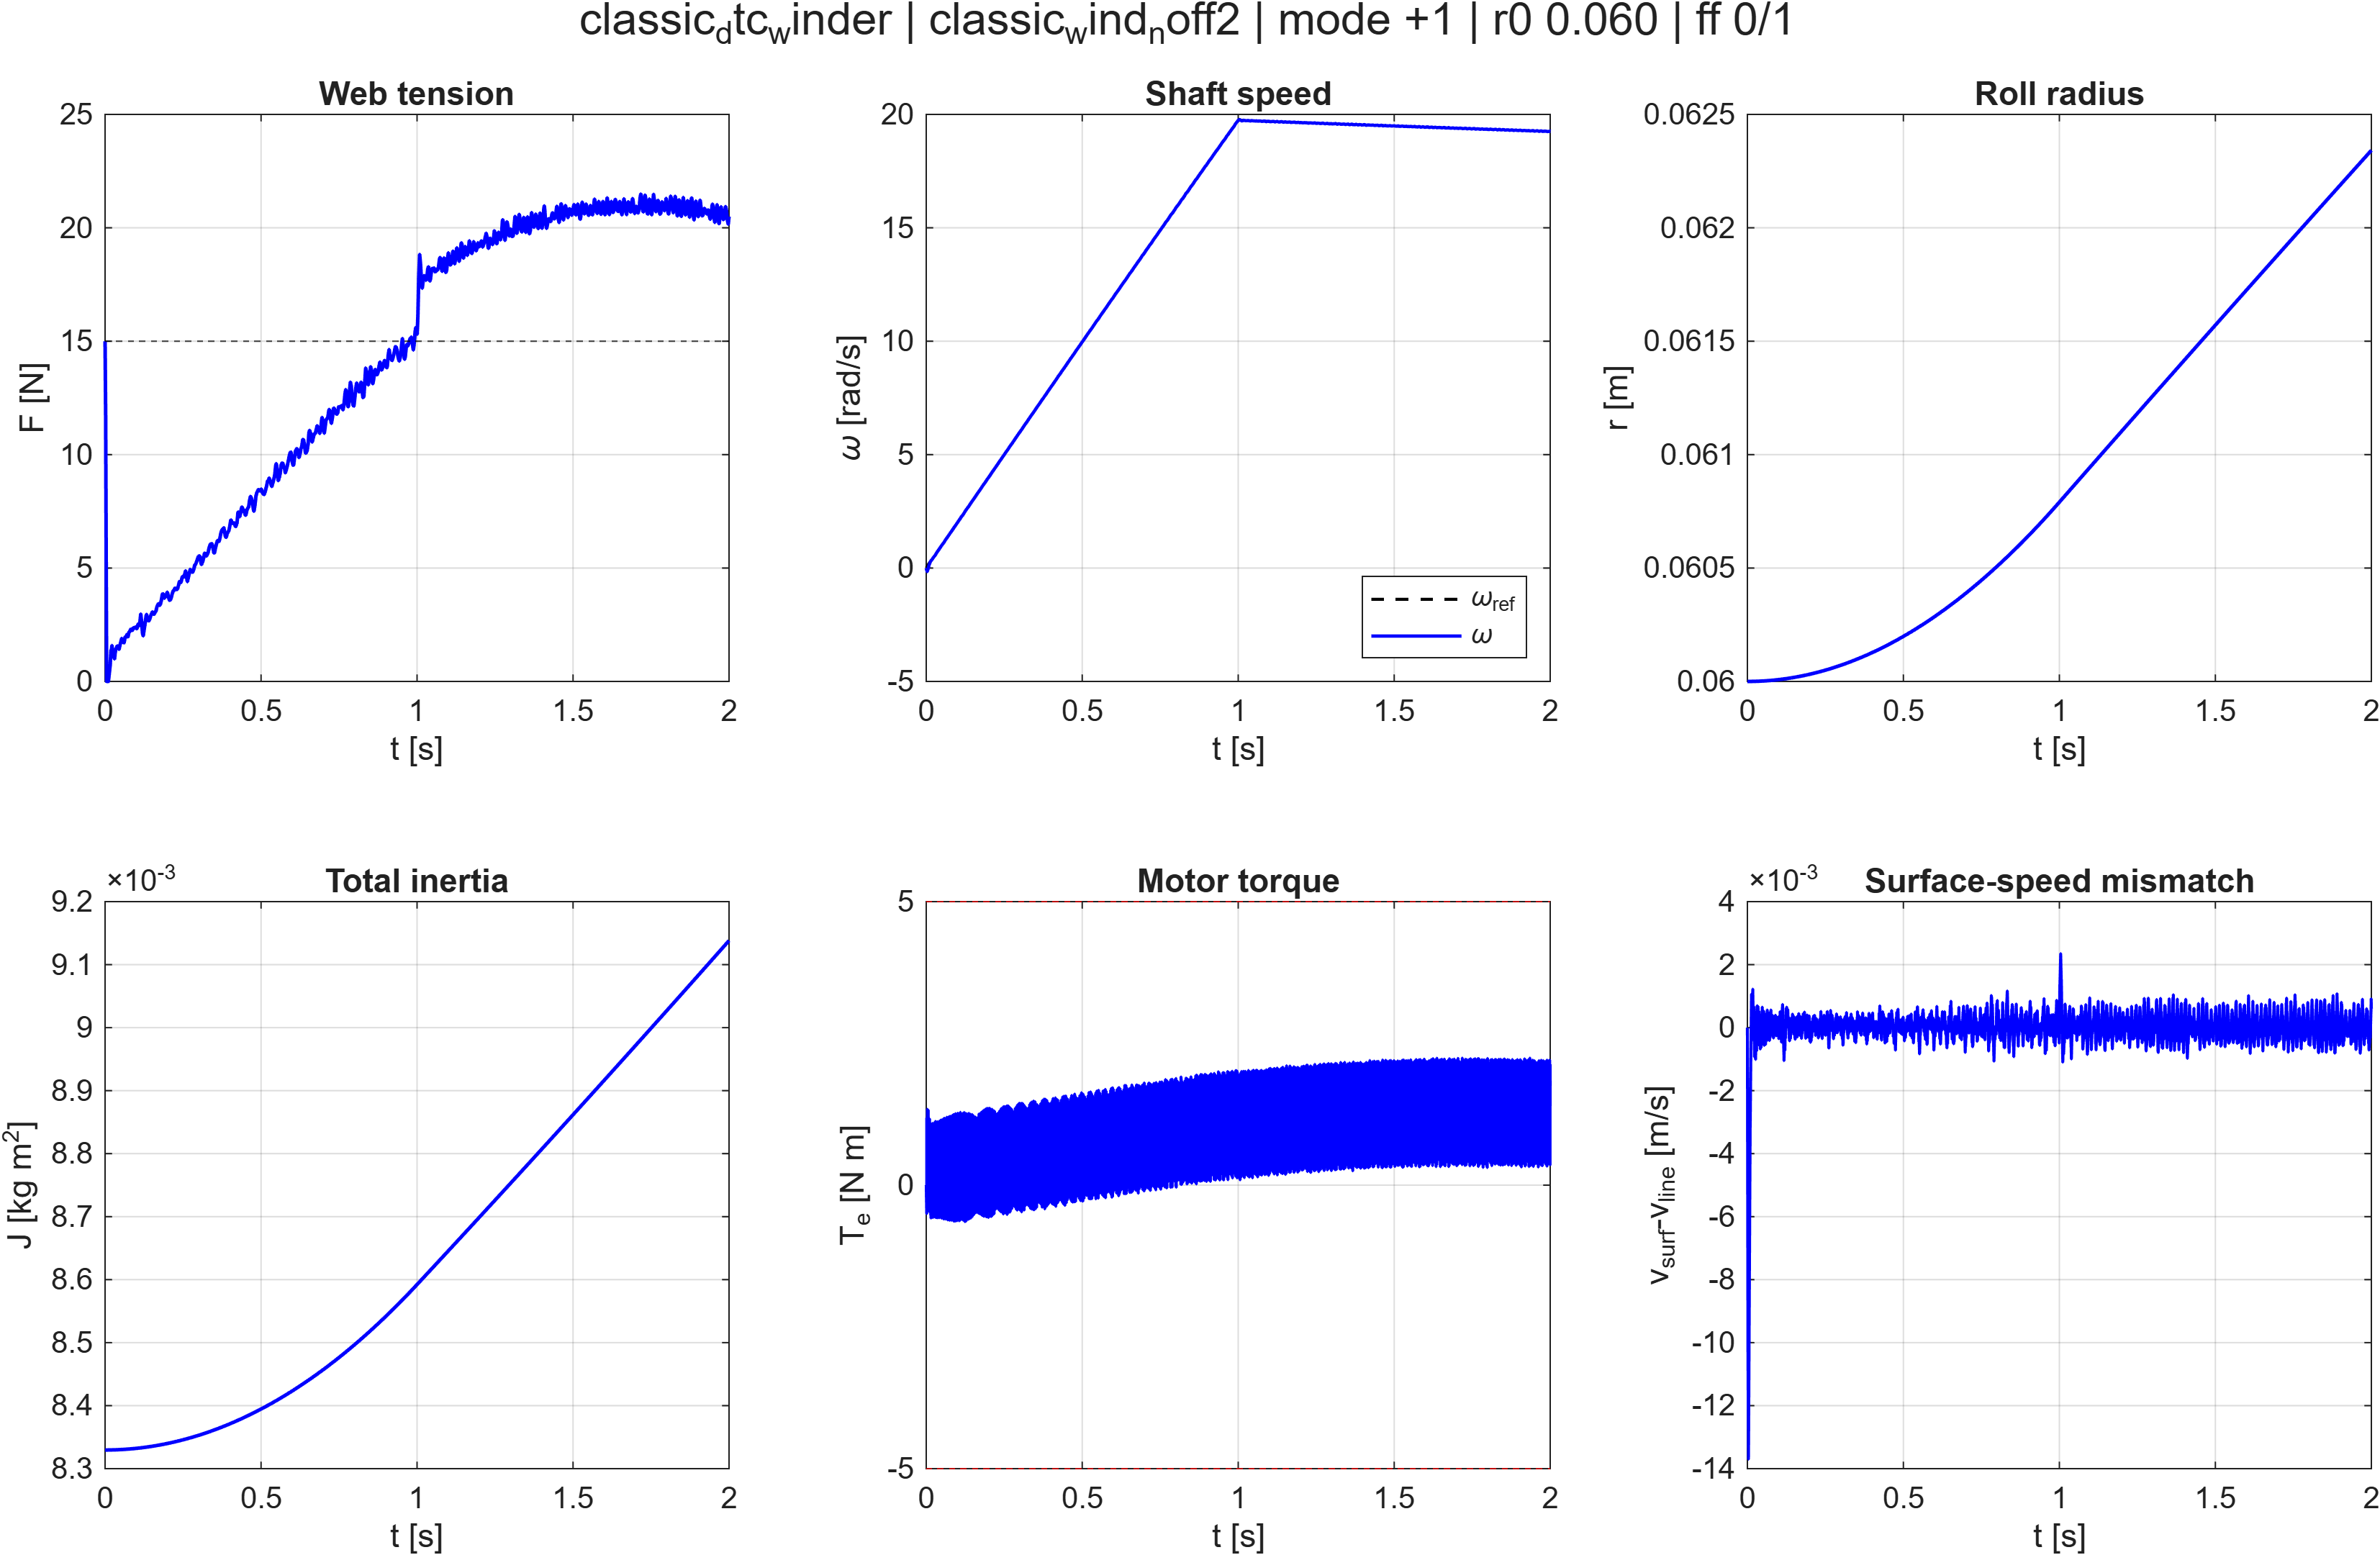 classic_dtc_winder | classic_wind_noff2 | mode +1 | r0 0.060 | ff 0/1
Web tension
25
20
15
10
5
0
F [N]
0 0.5 1 1.5 2
t [s]
Shaft speed
20
15
10
5
0
-5
ω [rad/s]
ω_ref
ω
0 0.5 1 1.5 2
t [s]
Roll radius
0.0625
0.062
0.0615
0.061
0.0605
0.06
r [m]
0 0.5 1 1.5 2
t [s]
Total inertia
×10^-3
9.2
9.1
9
8.9
8.8
8.7
8.6
8.5
8.4
8.3
J [kg m^2]
0 0.5 1 1.5 2
t [s]
Motor torque
5
0
-5
T_e [N m]
0 0.5 1 1.5 2
t [s]
Surface-speed mismatch
×10^-3
4
2
0
-2
-4
-6
-8
-10
-12
-14
v_surf-v_line [m/s]
0 0.5 1 1.5 2
t [s]